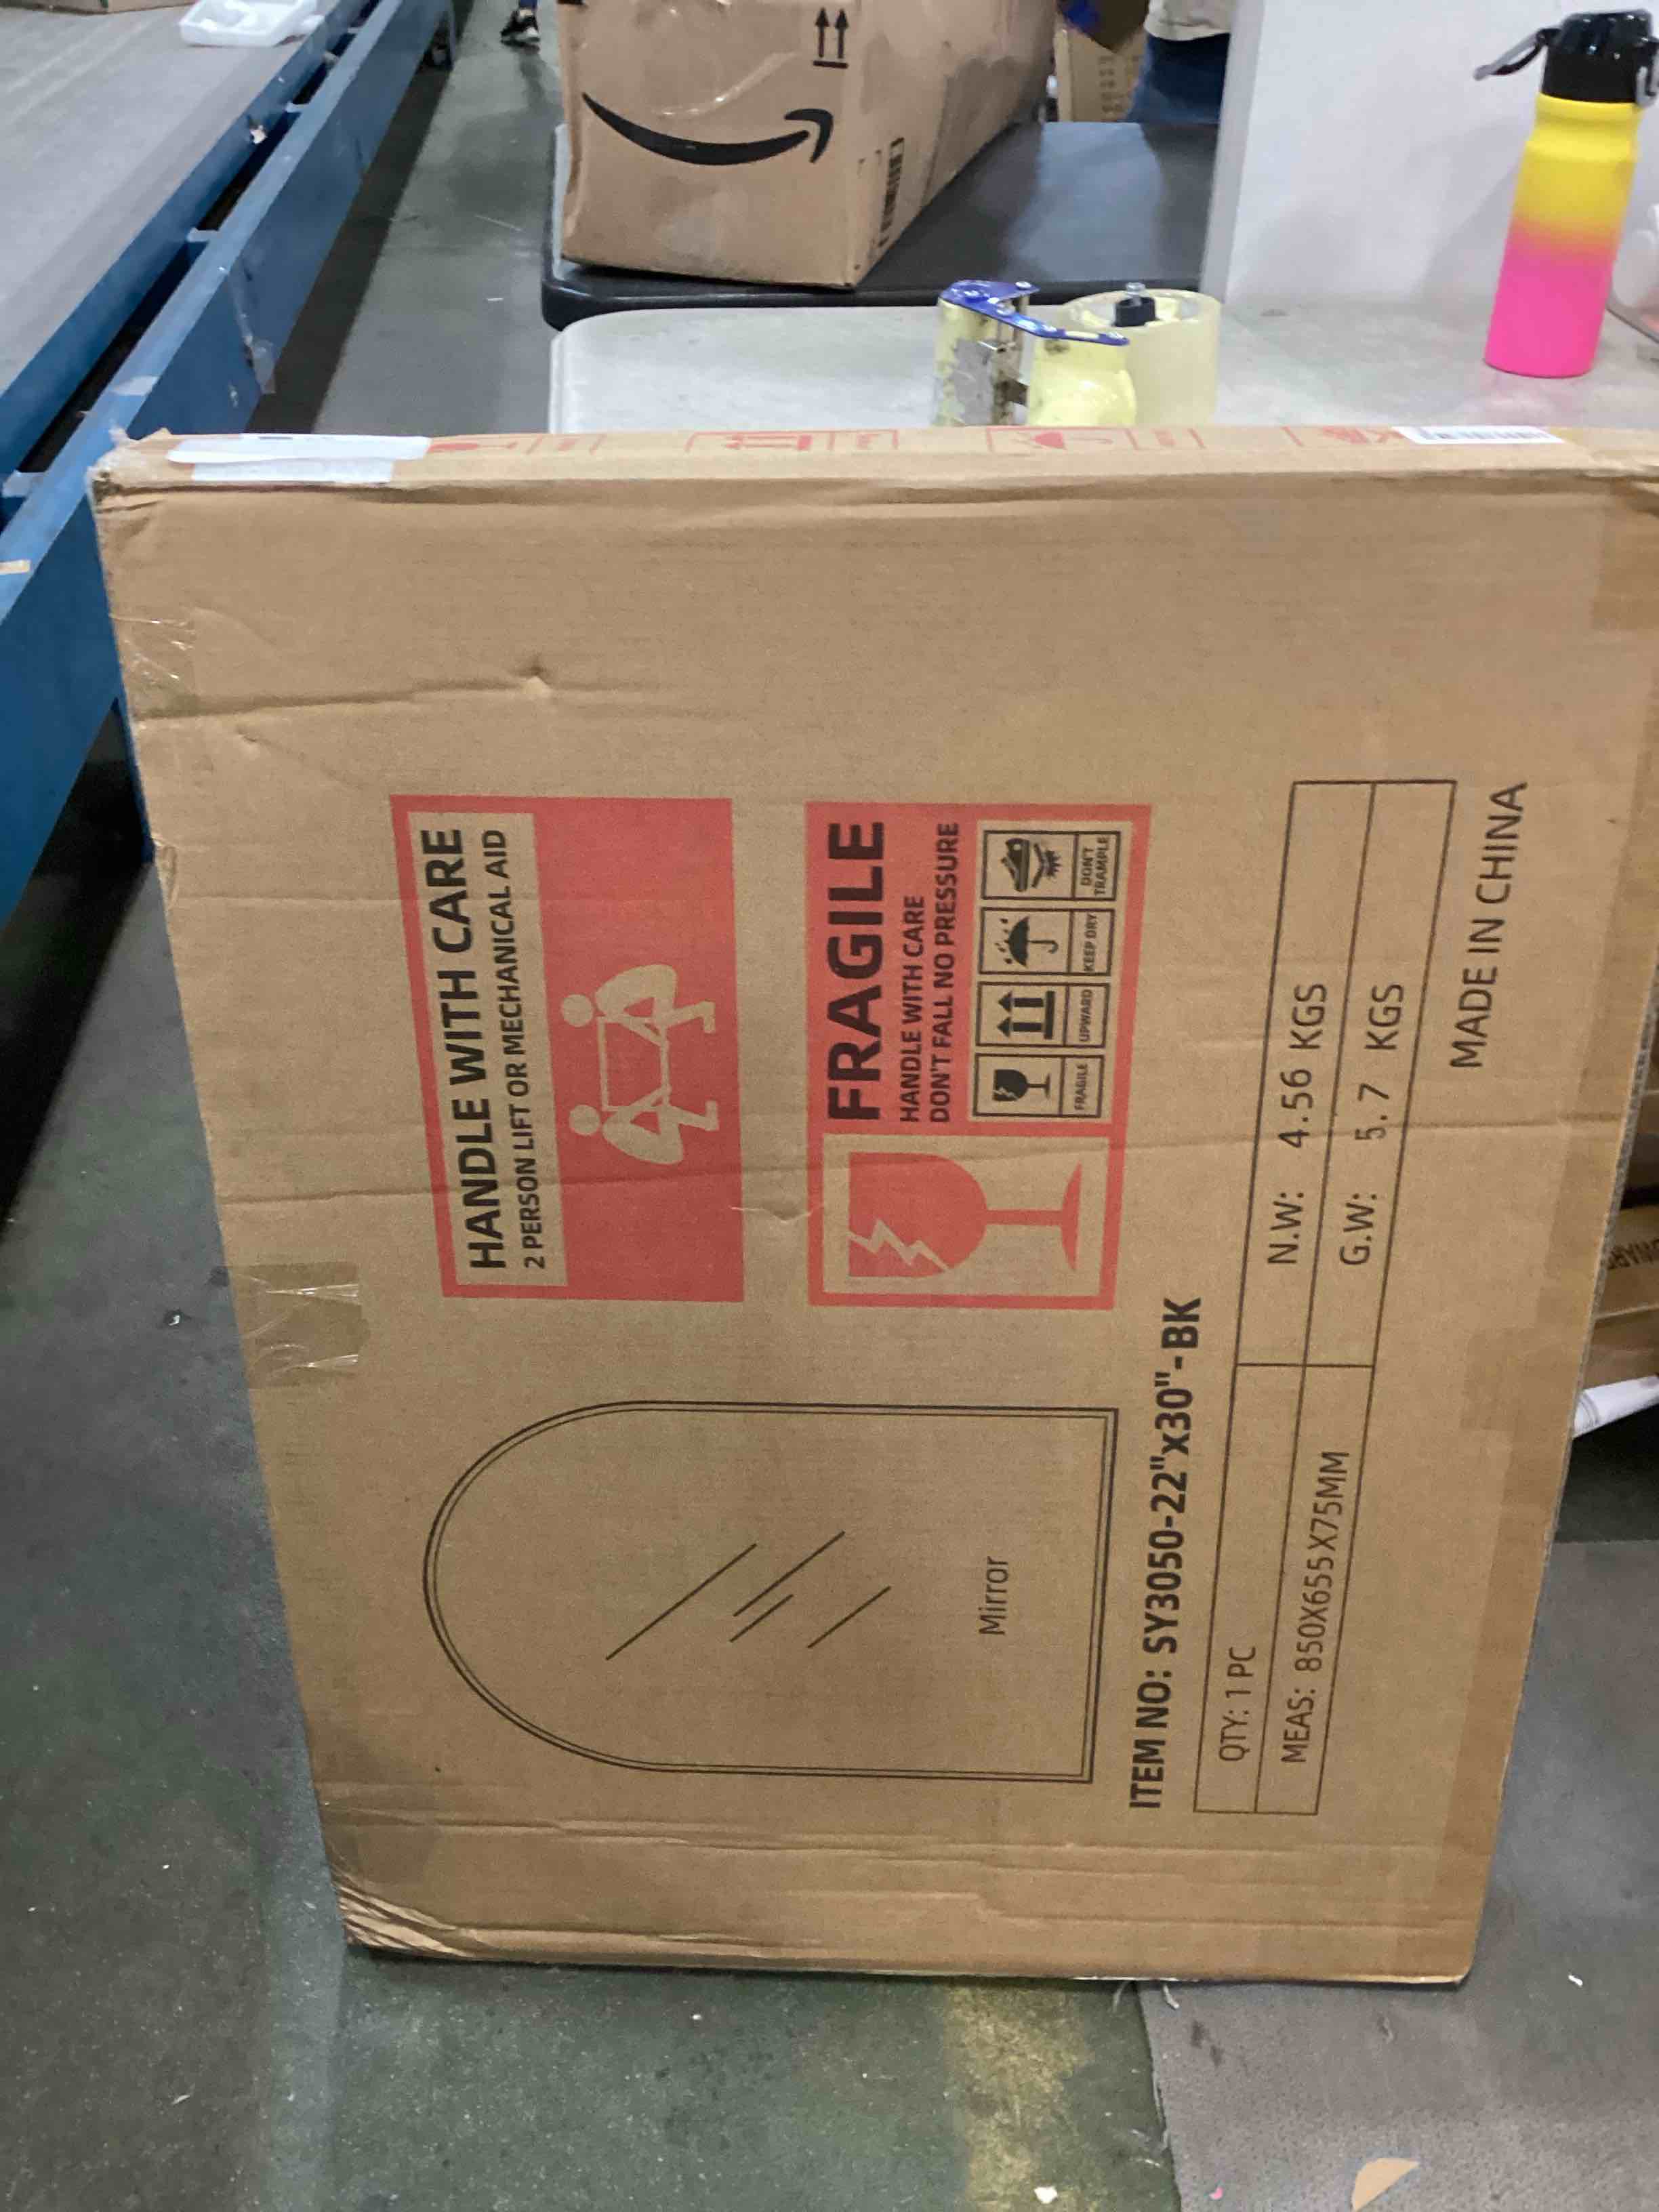 HANDLE WITH CARE
2 PERSON LIFT OR MECHANICAL AID
FRAGILE
HANDLE WITH CARE
DON'T FALL NO PRESSURE
FRAGILE
UPWARD
KEEP DRY
DON'T
TRAMPLE
Mirror
ITEM NO: SY3050-22"x30"-BK
QTY: 1 PC
N.W: 4.56 KGS
MEAS: 850X655X75MM
G.W: 5.7 KGS
MADE IN CHINA